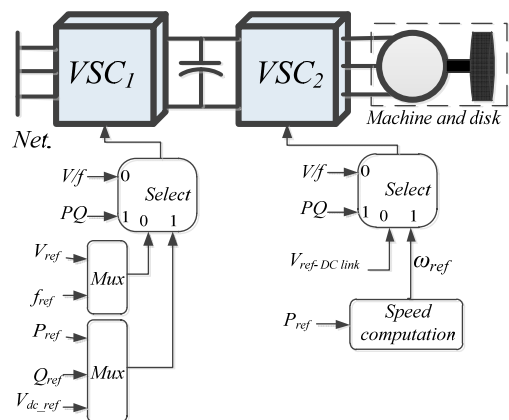 VSC1
VSC2
Net.
Machine and disk
V/f
0
Select
PQ
1
0
1
V/f
0
Select
PQ
1
0
1
Vref
Mux
fref
Pref
Mux
Qref
Vdc_ref
Vref-DC link
ωref
Pref
Speed
computation